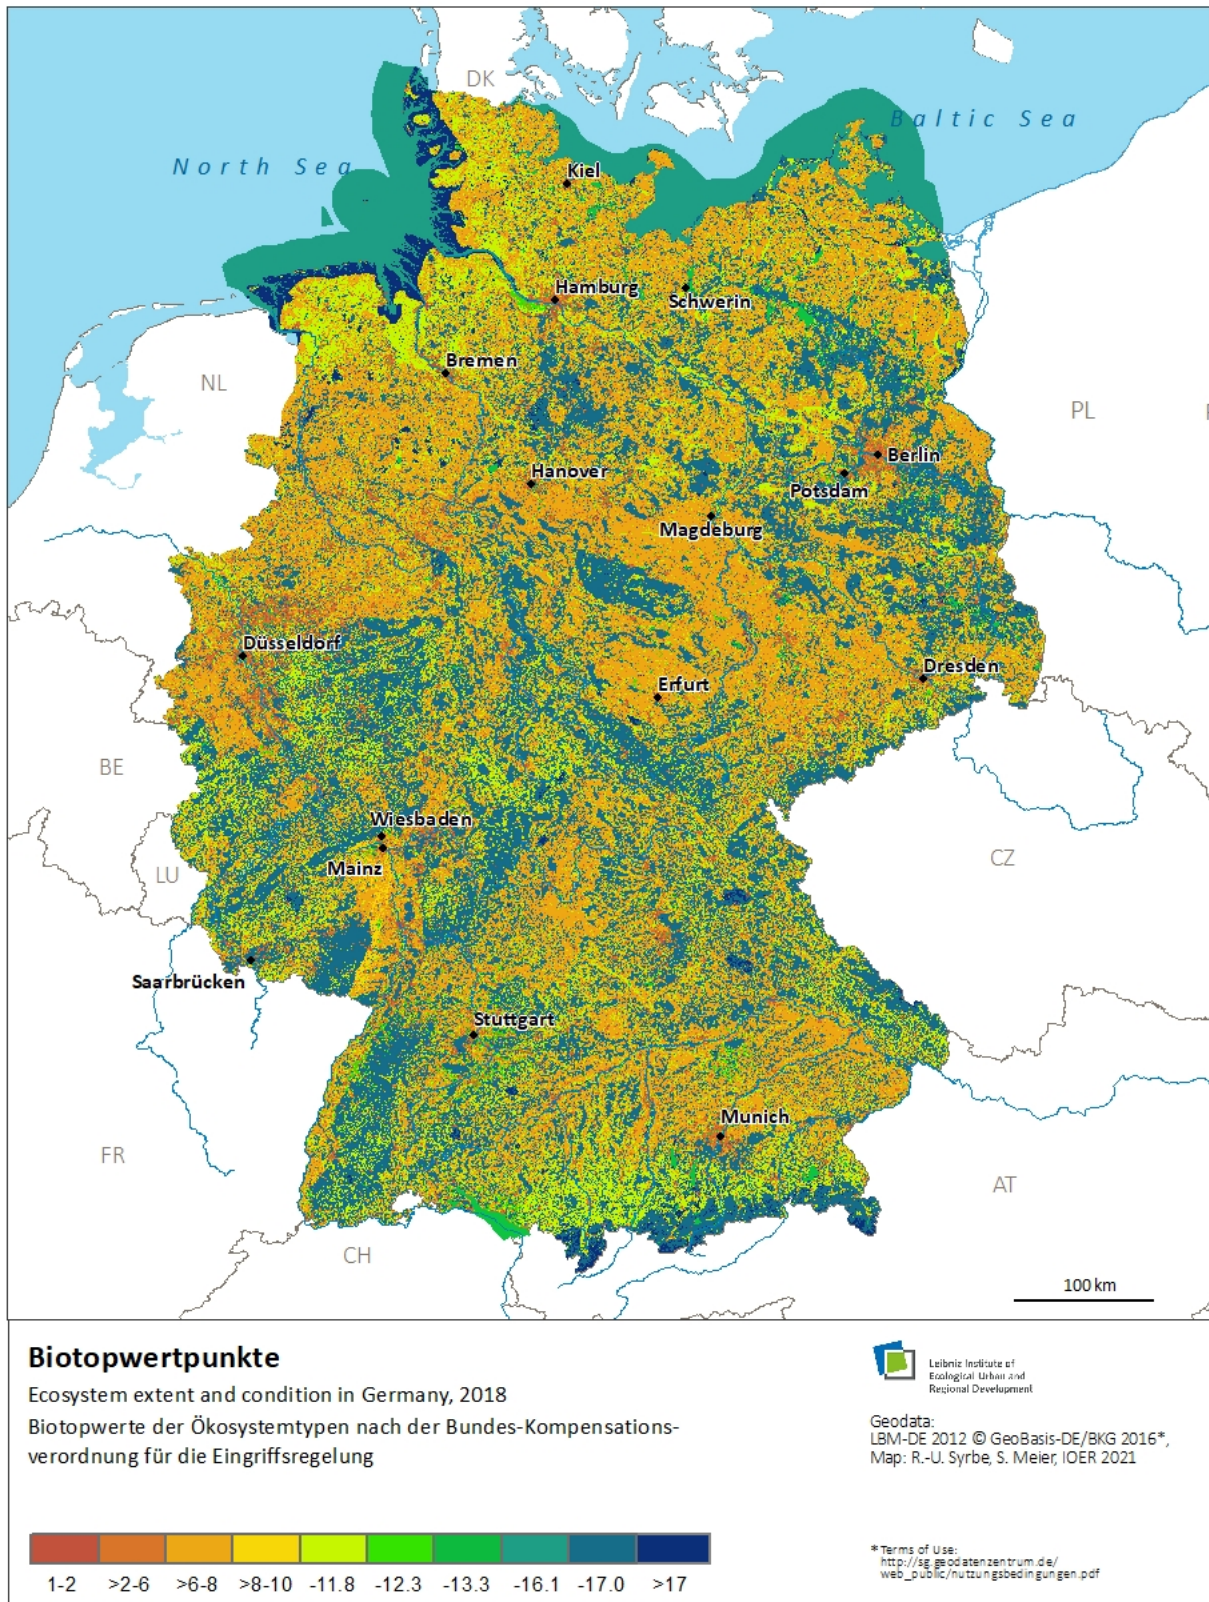 DK
Baltic Sea
North Sea
Kiel
Hamburg
Schwerin
Bremen
NL
PL
Berlin
Hanover
Potsdam
Magdeburg
Düsseldorf
Dresden
Erfurt
BE
Wiesbaden
CZ
Mainz
LU
Saarbrücken
Stuttgart
Munich
FR
AT
CH
100 km
Biotopwertpunkte
Ecosystem extent and condition in Germany, 2018
Biotopwerte der Ökosystemtypen nach der Bundes-Kompensations-
verordnung für die Eingriffsregelung
Leibniz Institute of
Ecological Urban and
Regional Development
Geodata:
LBM-DE 2012 © GeoBasis-DE/BKG 2016*,
Map: R.-U. Syrbe, S. Meier, IOER 2021
1-2 >2-6 >6-8 >8-10 -11.8 -12.3 -13.3 -16.1 -17.0 >17
* Terms of Use:
http://sg.geodatenzentrum.de/
web_public/nutzungsbedingungen.pdf